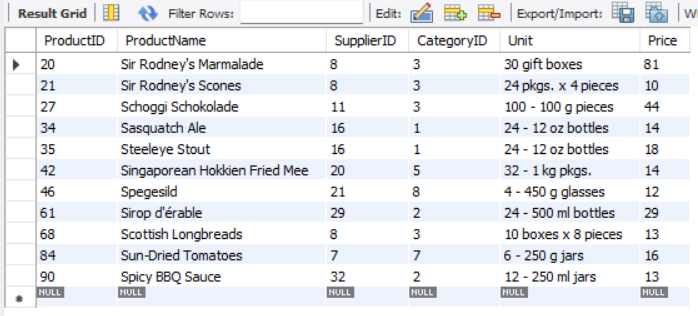 Result Grid Filter Rows: Edit: Export/Import: W
ProductID ProductName SupplierID CategoryID Unit Price
20 Sir Rodney's Marmalade 8 3 30 gift boxes 81
21 Sir Rodney's Scones 8 3 24 pkgs. x 4 pieces 10
27 Schoggi Schokolade 11 3 100 - 100 g pieces 44
34 Sasquatch Ale 16 1 24 - 12 oz bottles 14
35 Steeleye Stout 16 1 24 - 12 oz bottles 18
42 Singaporean Hokkien Fried Mee 20 5 32 - 1 kg pkgs. 14
46 Spegesild 21 8 4 - 450 g glasses 12
61 Sirop d'érable 29 2 24 - 500 ml bottles 29
68 Scottish Longbreads 8 3 10 boxes x 8 pieces 13
84 Sun-Dried Tomatoes 7 7 6 - 250 g jars 16
90 Spicy BBQ Sauce 32 2 12 - 250 ml jars 13
NULL NULL NULL NULL NULL NULL